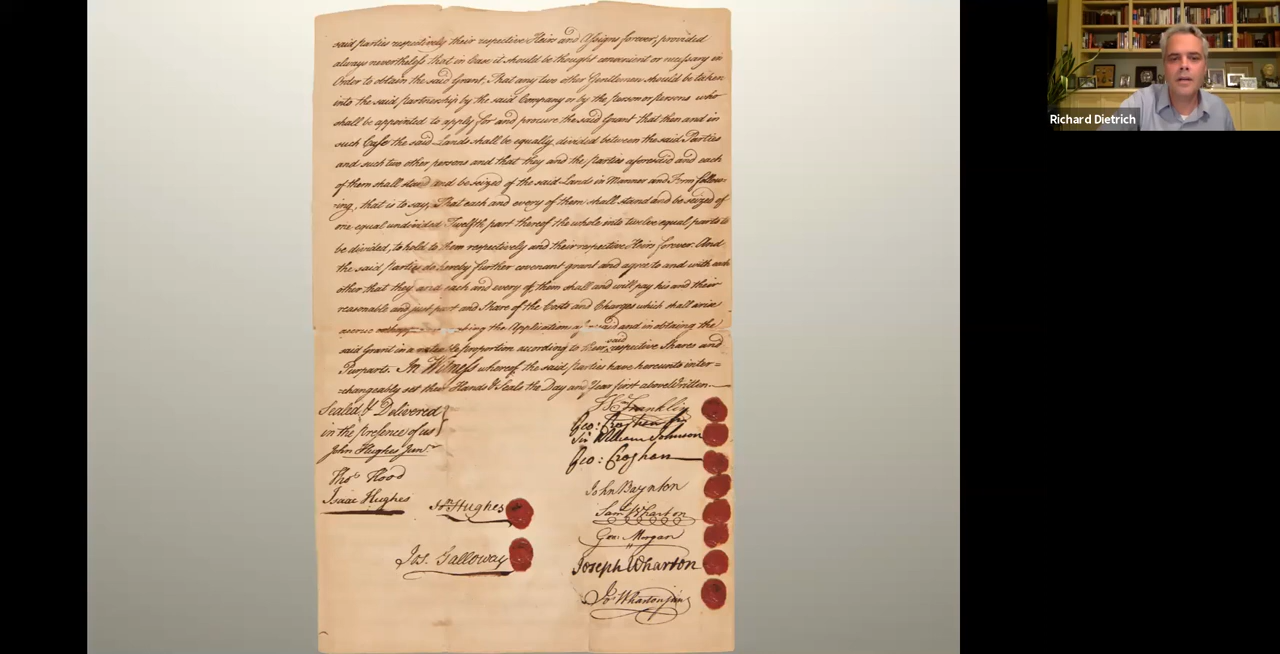 said parties respectively their respective Heirs and Assigns forever, provided
always nevertheless that in Case it should be thought convenient or necessary in
Order to obtain the said Grant, That any two other Gentlemen should be taken
into the said partnership by the said Company or by the person or persons who
shall be appointed to apply for and procure the said Grant that then and in
such Case the said Lands shall be equally divided between the said Parties
and such two other persons and that they and the parties aforesaid and each
of them shall stand and be seized of the said Lands in Manner and Form follow-
ing, that is to say, That each and every of them shall stand and be seized of
one equal undivided Twelfth part thereof the whole into twelve equal parts to
be divided, to hold to them respectively and their respective Heirs forever. And
the said Parties do hereby further covenant grant and agree to and with each
other that they and each and every of them shall and will pay his and their
reasonable and just part and Share of the Costs and Charges which shall arise
accrue the Application aforesaid and in obtaing the
said Grant in a proportion according to their said respective Shares and
Purparts. In Witness whereof the said parties have hereunto inter=
=changeably set their Hands & Seals the Day and Year first above Written.
Sealed & Delivered
in the presence of us
John Hughes Junr
Thos Hood
Isaac Hughes
Jn Hughes
Jos. Galloway
Wm Franklin
Geo: Croghan for
Sir William Johnson
Geo: Croghan
John Baynton
Saml Wharton
Geo: Morgan
Joseph Wharton
Jos Wharton junr
Richard Dietrich